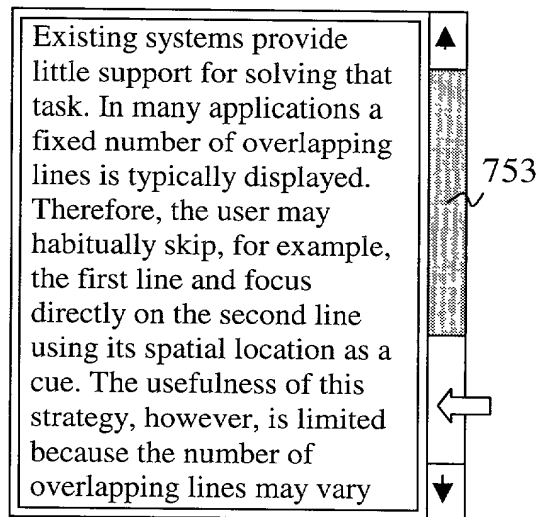 Existing systems provide
little support for solving that
task. In many applications a
fixed number of overlapping
lines is typically displayed.
Therefore, the user may
habitually skip, for example,
the first line and focus
directly on the second line
using its spatial location as a
cue. The usefulness of this
strategy, however, is limited
because the number of
overlapping lines may vary
753